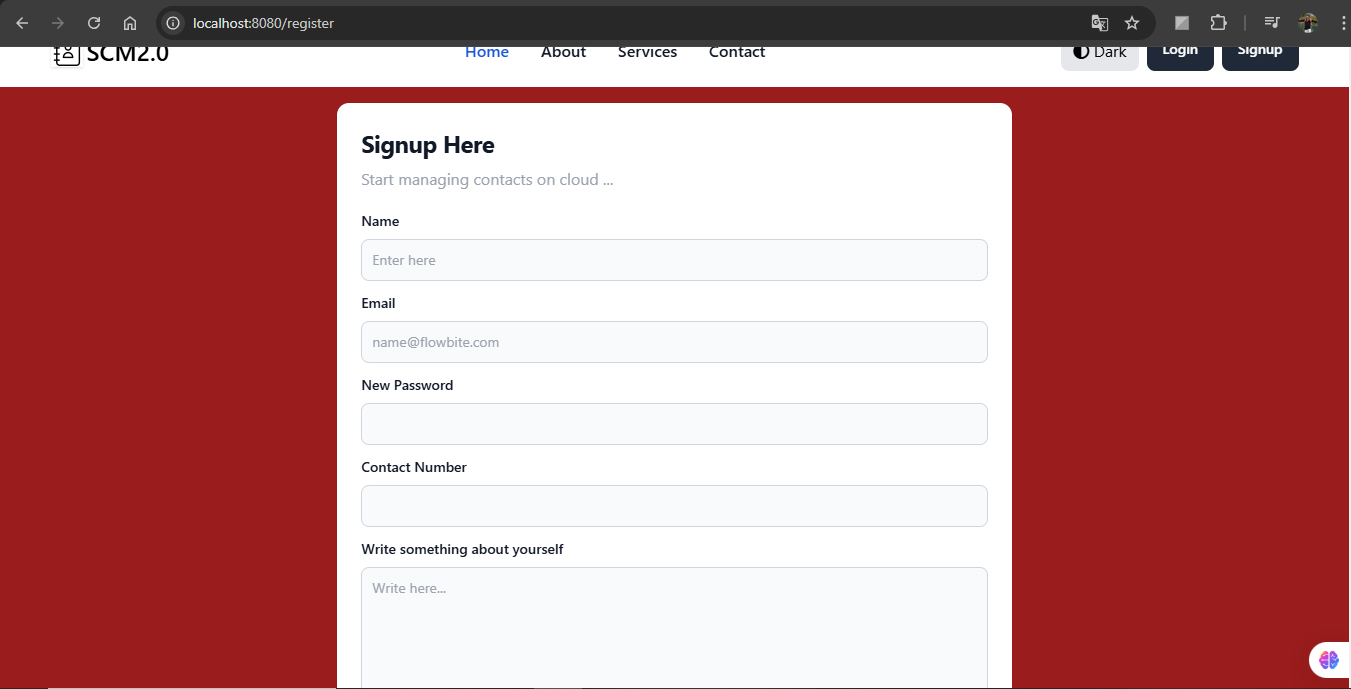 localhost:8080/register
SCM2.0 Home About Services Contact Dark Login Signup
Signup Here
Start managing contacts on cloud ...
Name
Enter here
Email
name@flowbite.com
New Password
Contact Number
Write something about yourself
Write here...